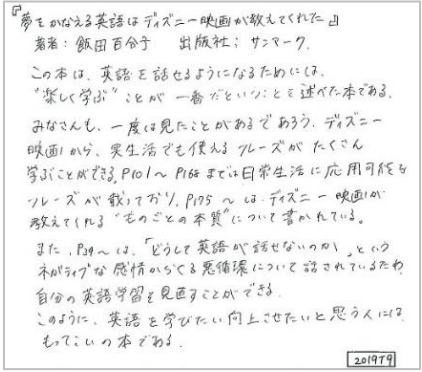 『夢をかなえる英語はディズニー映画が教えてくれた』
著者：飯田百合子　出版社：サンマーク.
この本は、英語を話せるようになるためには、
"楽しく学ぶ"ことが一番だということを述べた本である.
みなさんも、一度は見たことがあるであろう、ディズニー
映画から、実生活でも使えるフレーズがたくさん
学ぶことができる。P101～P166までは日常生活に応用可能な
フレーズが載っており、P175～は、ディズニー映画が
教えてくれる"ものごとの本質"について書かれている。
また、P34～は、「どうして英語が話せないのか」という
ネガティブな感情からくる悪循環について話されているため
自分の英語学習を見直すことができる.
このように、英語を学びたい向上させたいと思う人には
もってこいの本である.
2019T9